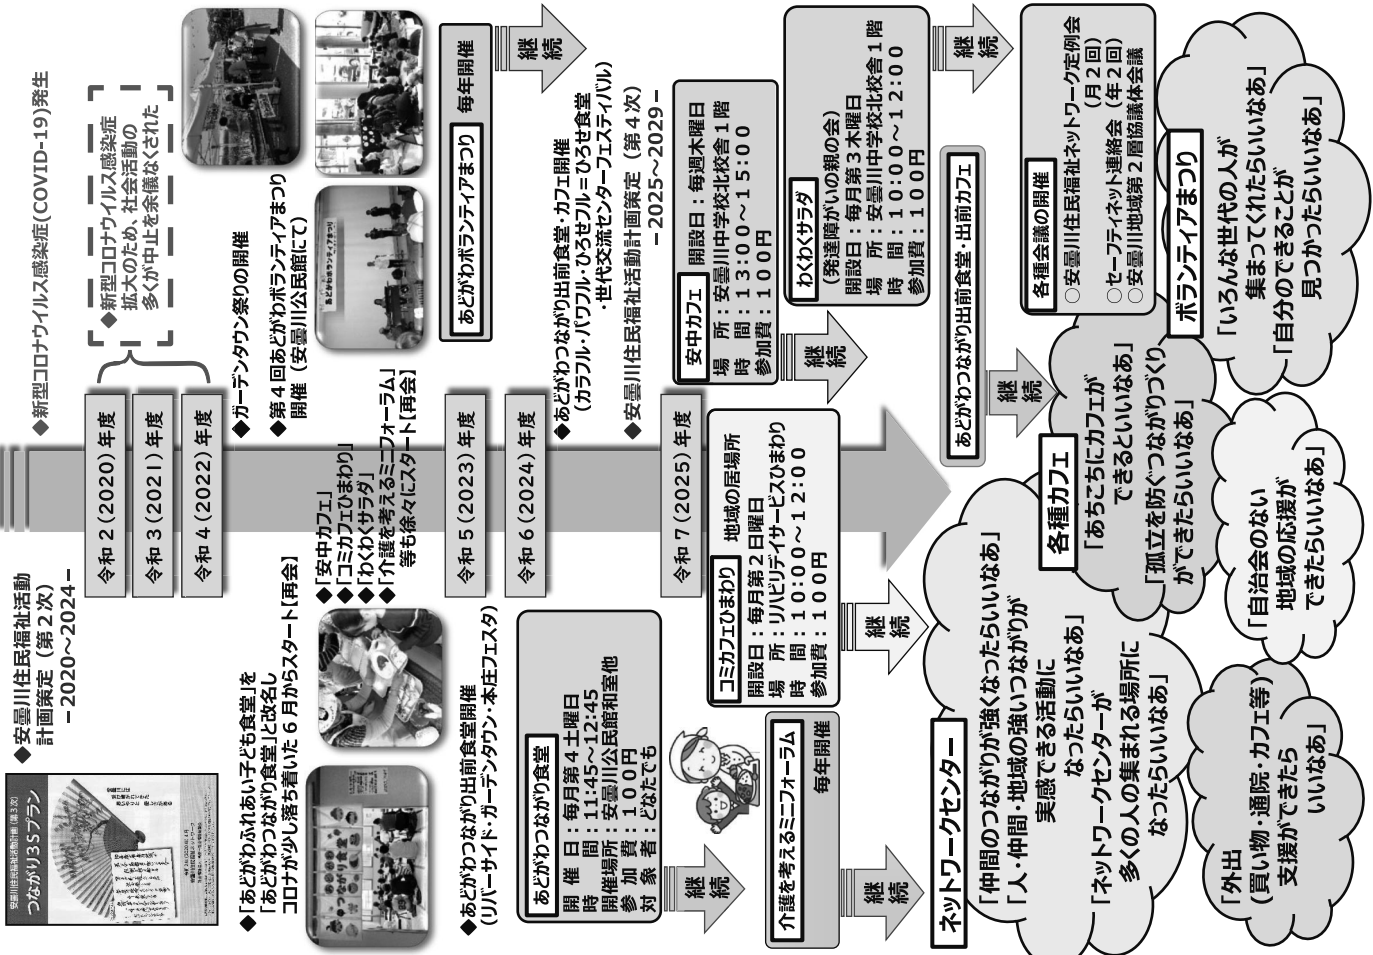 安曇川住民福祉活動計画(第3次)
つながり3Sプラン
◆安曇川住民福祉活動
計画策定（第２次）
－2020～2024－
◆新型コロナウイルス感染症(COVID-19)発生
令和２(2020)年度
令和３(2021)年度
令和４(2022)年度
◆新型コロナウイルス感染症
拡大のため、社会活動の
多くが中止を余儀なくされた
◆「あどがわふれあい子ども食堂」を
「あどがわつながり食堂」と改名し
コロナが少し落ち着いた６月からスタート【再会】
◆ガーデンタウン祭りの開催
◆第４回あどがわボランティアまつり
開催（安曇川公民館にて）
◆「安中カフェ」
◆「コミカフェひまわり」
◆「わくわくサラダ」
◆「介護を考えるミニフォーラム」
等も徐々にスタート【再会】
あどがわボランティアまつり
つながり食堂
令和５(2023)年度
あどがわボランティアまつり
毎年開催
継続
◆あどがわつながり出前食堂開催
（リバーサイド・ガーデンタウン・本庄フェスタ）
令和６(2024)年度
◆あどがわつながり出前食堂・カフェ開催
（カラフル・パワフル・ひろせフル＝ひろせ食堂
・世代交流センターフェスティバル）
◆安曇川住民福祉活動計画策定（第４次）
－2025～2029－
あどがわつながり食堂
開催日：毎月第４土曜日
時間：11:45～12:45
開催場所：安曇川公民館和室他
参加費：１００円
対象者：どなたでも
継続
令和７(2025)年度
安中カフェ
開設日：毎週木曜日
場所：安曇川中学校北校舎１階
時間：１３：００～１５：００
参加費：１００円
継続
コミカフェひまわり
地域の居場所
開設日：毎月第２日曜日
場所：リハビリデイサービスひまわり
時間：１０：００～１２：００
参加費：１００円
継続
わくわくサラダ
（発達障がいの親の会）
開設日：毎月第３木曜日
場所：安曇川中学校北校舎１階
時間：１０：００～１２：００
参加費：１００円
継続
介護を考えるミニフォーラム
毎年開催
継続
あどがわつながり出前食堂・出前カフェ
継続
各種会議の開催
○安曇川住民福祉ネットワーク定例会
（月２回）
○セーフティネット連絡会（年２回）
○安曇川地域第２層協議体会議
ネットワークセンター
「仲間のつながりが強くなったらいいなあ」
「人・仲間・地域の強いつながりが
実感できる活動に
なったらいいなあ」
「ネットワークセンターが
多くの人の集まれる場所に
なったらいいなあ」
各種カフェ
「あちこちにカフェが
できるといいなあ」
「孤立を防ぐつながりづくり
ができたらいいなあ」
ボランティアまつり
「いろんな世代の人が
集まってくれたらいいなあ」
「自分のできることが
見つかったらいいなあ」
「外出
(買い物・通院・カフェ等)
支援ができたら
いいなあ」
「自治会のない
地域の応援が
できたらいいなあ」